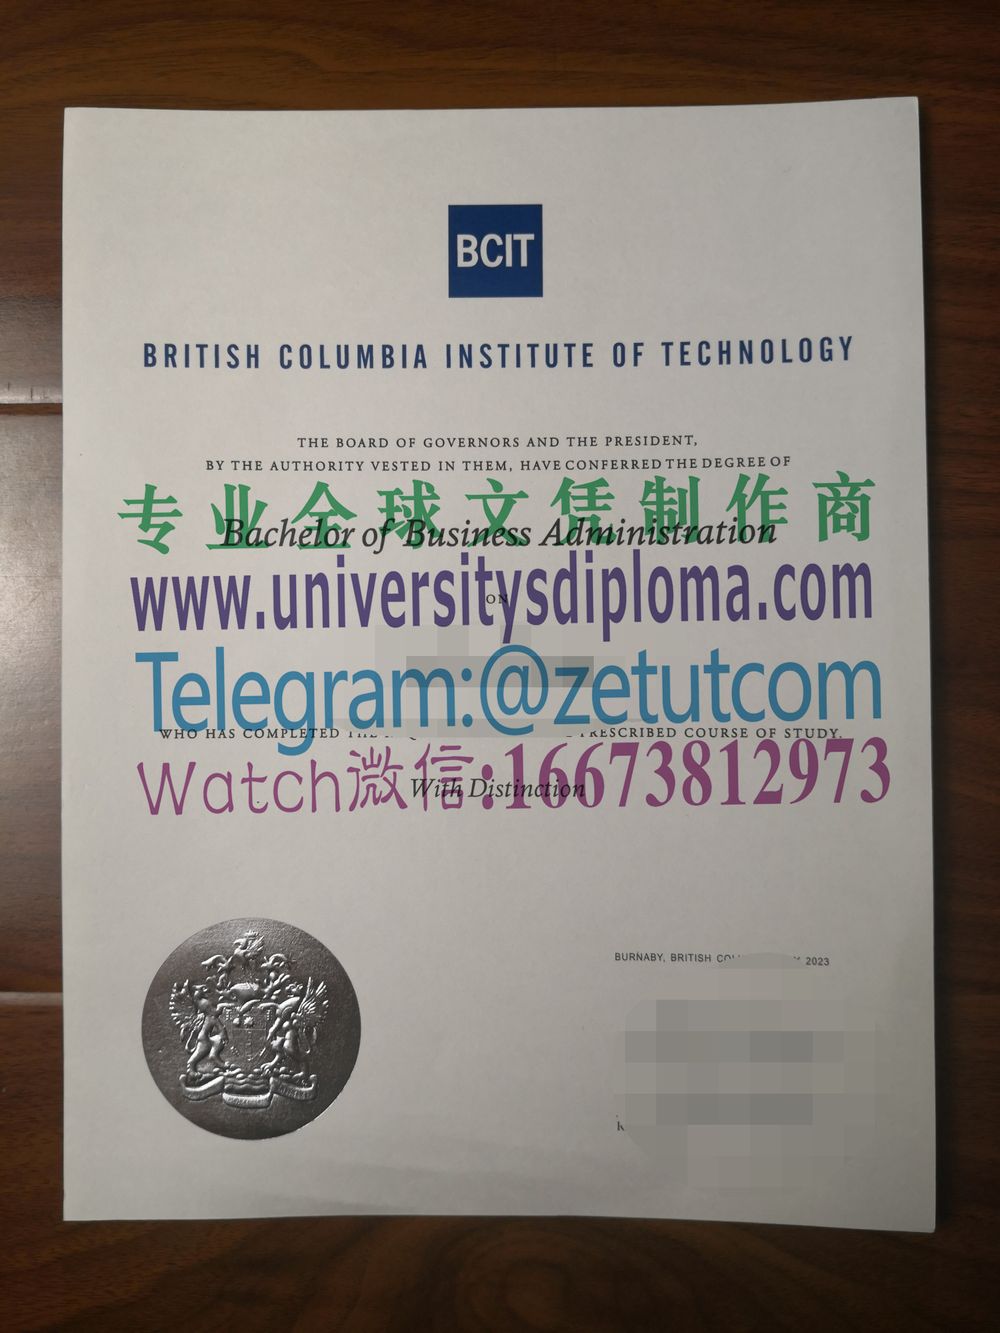 BCIT
BRITISH COLUMBIA INSTITUTE OF TECHNOLOGY
THE BOARD OF GOVERNORS AND THE PRESIDENT,
BY THE AUTHORITY VESTED IN THEM, HAVE CONFERRED THE DEGREE OF
专业全球文凭制作商
Bachelor of Business Administration
www.universitysdiploma.com
ON
Telegram:@zetutcom
WHO HAS COMPLETED THE PRESCRIBED COURSE OF STUDY.
Watch微信:16673812973
With Distinction
BURNABY, BRITISH 2023